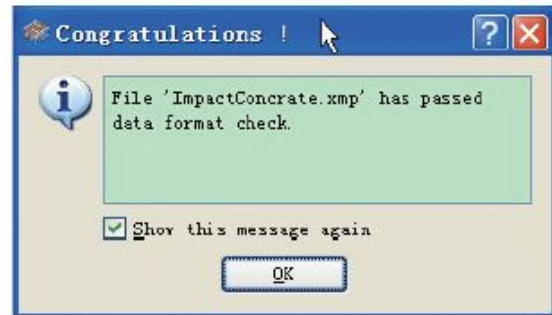 Congratulations !
File 'ImpactConcrate.xmp' has passed
data format check.
Show this message again
OK